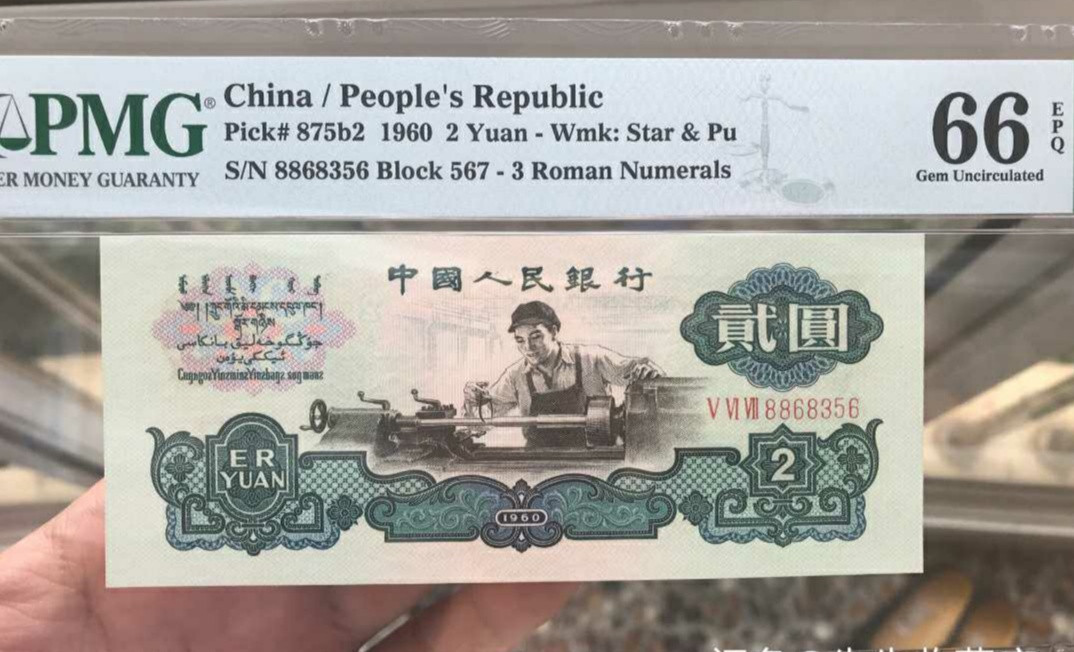 PMG®
China / People's Republic
Pick# 875b2 1960 2 Yuan - Wmk: Star & Pu
S/N 8868356 Block 567 - 3 Roman Numerals
ER MONEY GUARANTY
66 EPQ
Gem Uncirculated
中國人民銀行
貳圓
V VI VII 8868356
ER
YUAN
2
1960